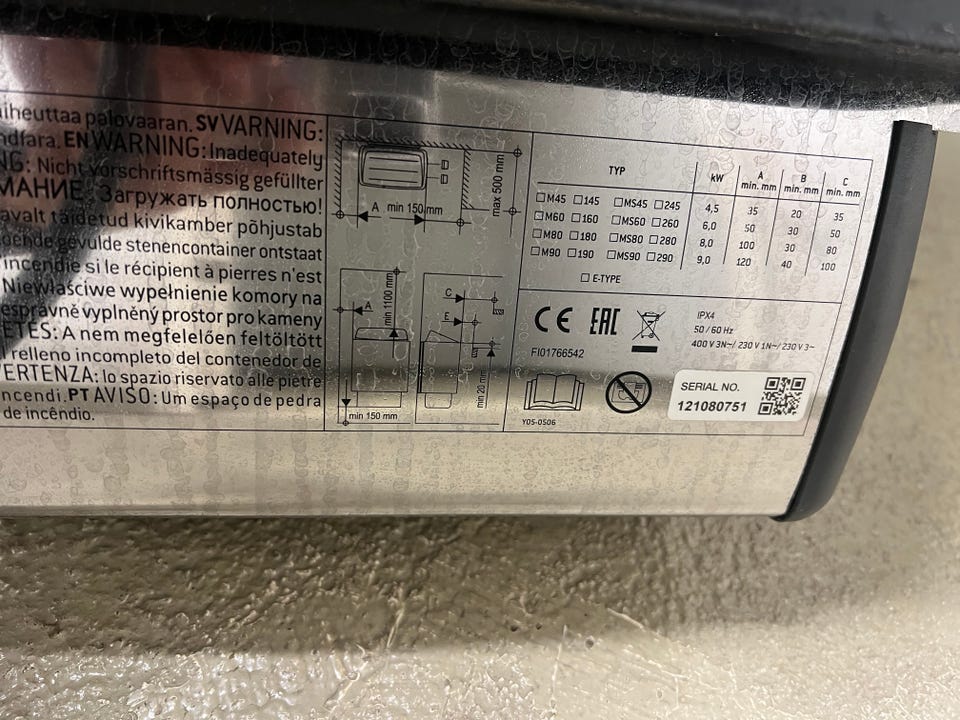 iheuttaa palovaaran. SV VARNING:
ndfara. EN WARNING: Inadequately
NG: Nicht vorschriftsmässig gefüllter
МАНИЕ: Загружать полностью!
avalt täidetud kivikamber põhjustab
gevulde stenencontainer ontstaat
incendie si le récipient à pierres n'est
Niewłaściwe wypełnienie komory na
esprávně vyplněný prostor pro kameny
ETÉS: A nem megfelelően feltöltött
l relleno incompleto del contenedor de
VERTENZA: lo spazio riservato alle pietre
ncendi. PT AVISO: Um espaço de pedra
de incêndio.
A min 150 mm
max 500 mm
A
min 1100 mm
min 150 mm
C
E
min 20 mm
TYP kW A min. mm B min. mm C min. mm
☐M45 ☐145 ☐MS45 ☐245 4,5 35 20 35
M60 ☐160 ☐MS60 ☐260 6,0 50 30 50
☐M80 ☐180 ☐MS80 ☐280 8,0 100 30 80
☐M90 ☐190 ☐MS90 ☐290 9,0 120 40 100
☐ E-TYPE
CE EAC
IPX4
50 / 60 Hz
400 V 3N~/ 230 V 1N~/ 230 V 3~
FI01766542
Y05-0506
SERIAL NO.
121080751